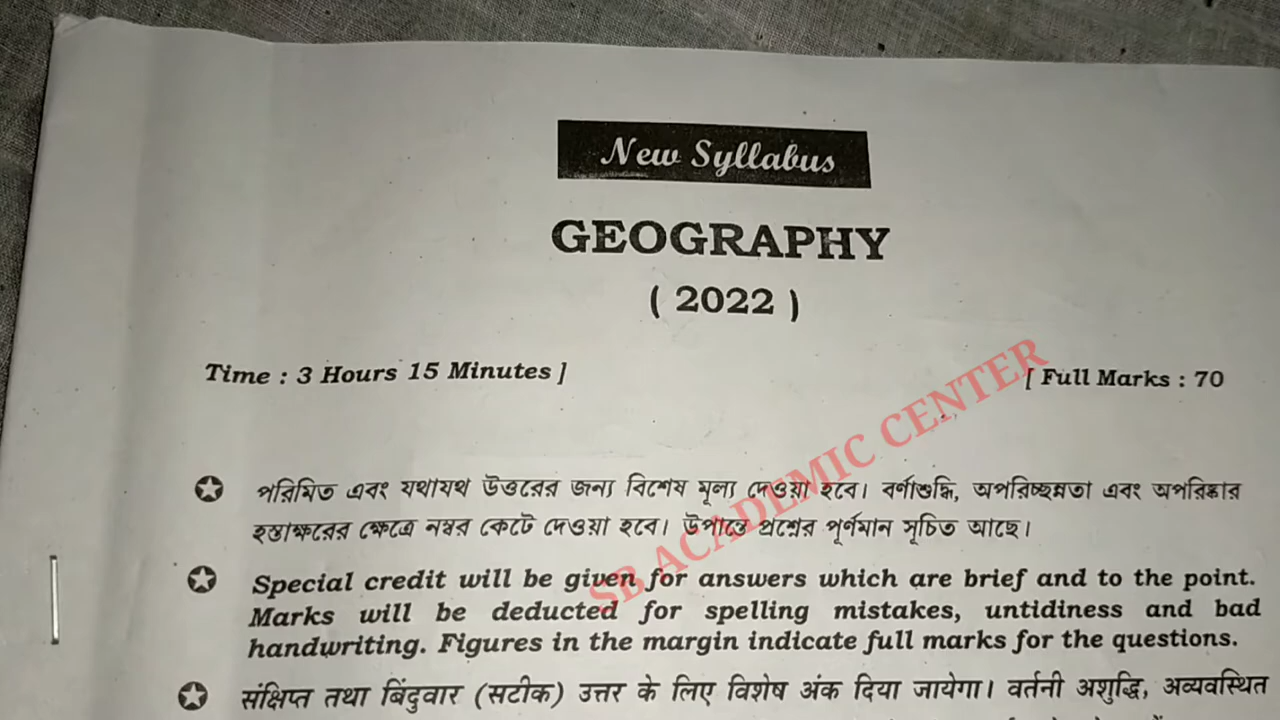 New Syllabus
GEOGRAPHY
( 2022 )
Time : 3 Hours 15 Minutes ]
[ Full Marks : 70
SB ACADEMIC CENTER
পরিমিত এবং যথাযথ উত্তরের জন্য বিশেষ মূল্য দেওয়া হবে। বর্ণাশুদ্ধি, অপরিচ্ছন্নতা এবং অপরিষ্কার
হস্তাক্ষরের ক্ষেত্রে নম্বর কেটে দেওয়া হবে। উপান্তে প্রশ্নের পূর্ণমান সূচিত আছে।
Special credit will be given for answers which are brief and to the point.
Marks will be deducted for spelling mistakes, untidiness and bad
handwriting. Figures in the margin indicate full marks for the questions.
संक्षिप्त तथा बिंदुवार (सटीक) उत्तर के लिए विशेष अंक दिया जायेगा। वर्तनी अशुद्धि, अव्यवस्थित